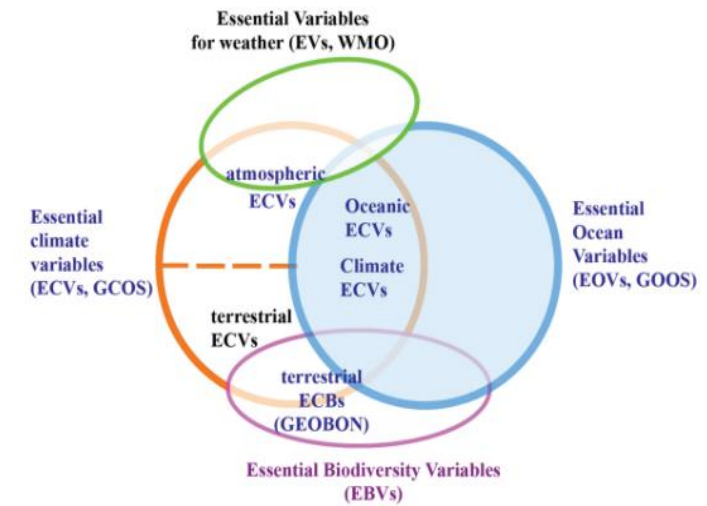 Essential Variables
for weather (EVs, WMO)
atmospheric
ECVs
Oceanic
ECVs
Essential
climate
variables
(ECVs, GCOS)
Essential
Ocean
Variables
(EOVs, GOOS)
Climate
ECVs
terrestrial
ECVs
terrestrial
ECBs
(GEOBON)
Essential Biodiversity Variables
(EBVs)